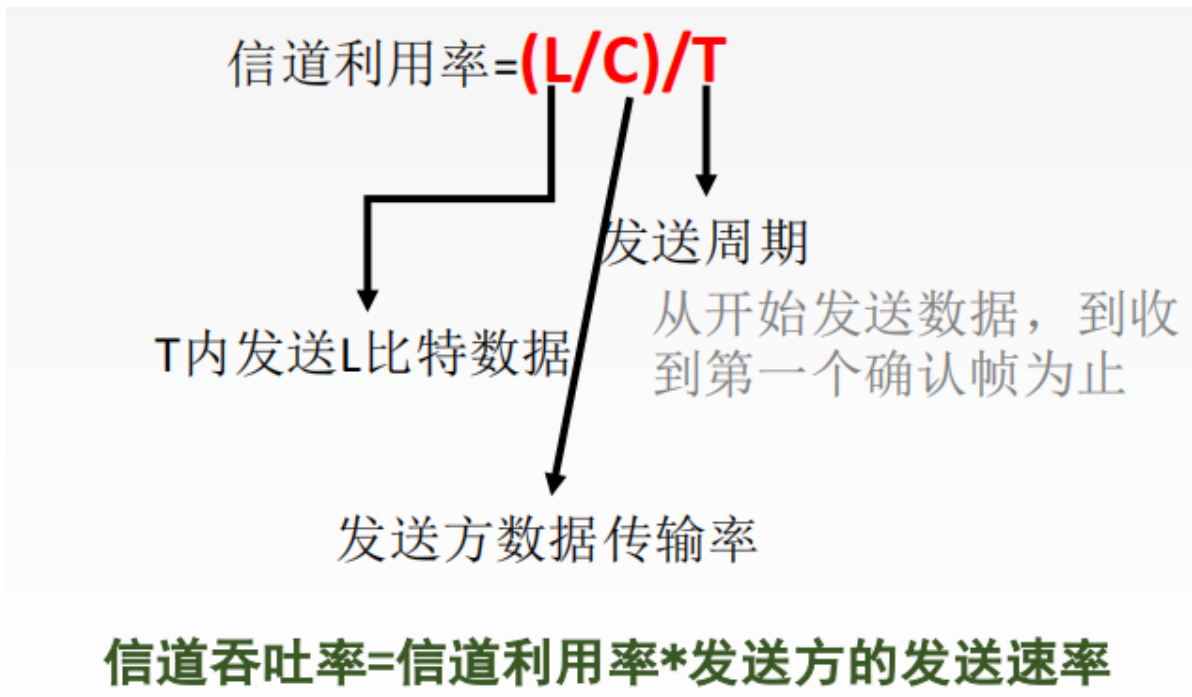 信道利用率=(L/C)/T
发送周期
从开始发送数据，到收
到第一个确认帧为止
T内发送L比特数据
发送方数据传输率
信道吞吐率=信道利用率*发送方的发送速率